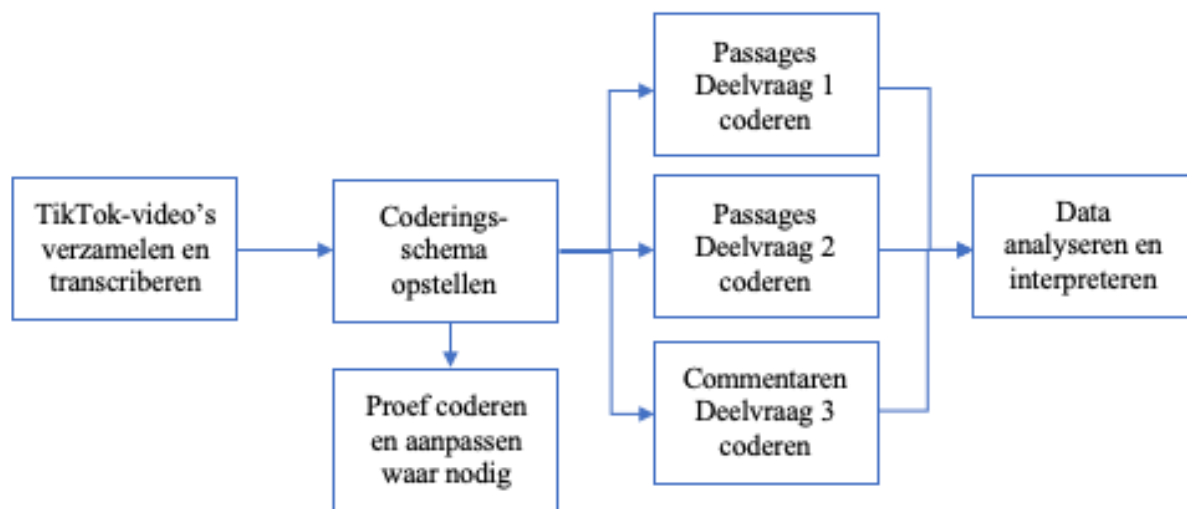 TikTok-video’s
verzamelen en
transcriberen
Coderings-
schema
opstellen
Proef coderen
en aanpassen
waar nodig
Passages
Deelvraag 1
coderen
Passages
Deelvraag 2
coderen
Commentaren
Deelvraag 3
coderen
Data
analyseren en
interpreteren